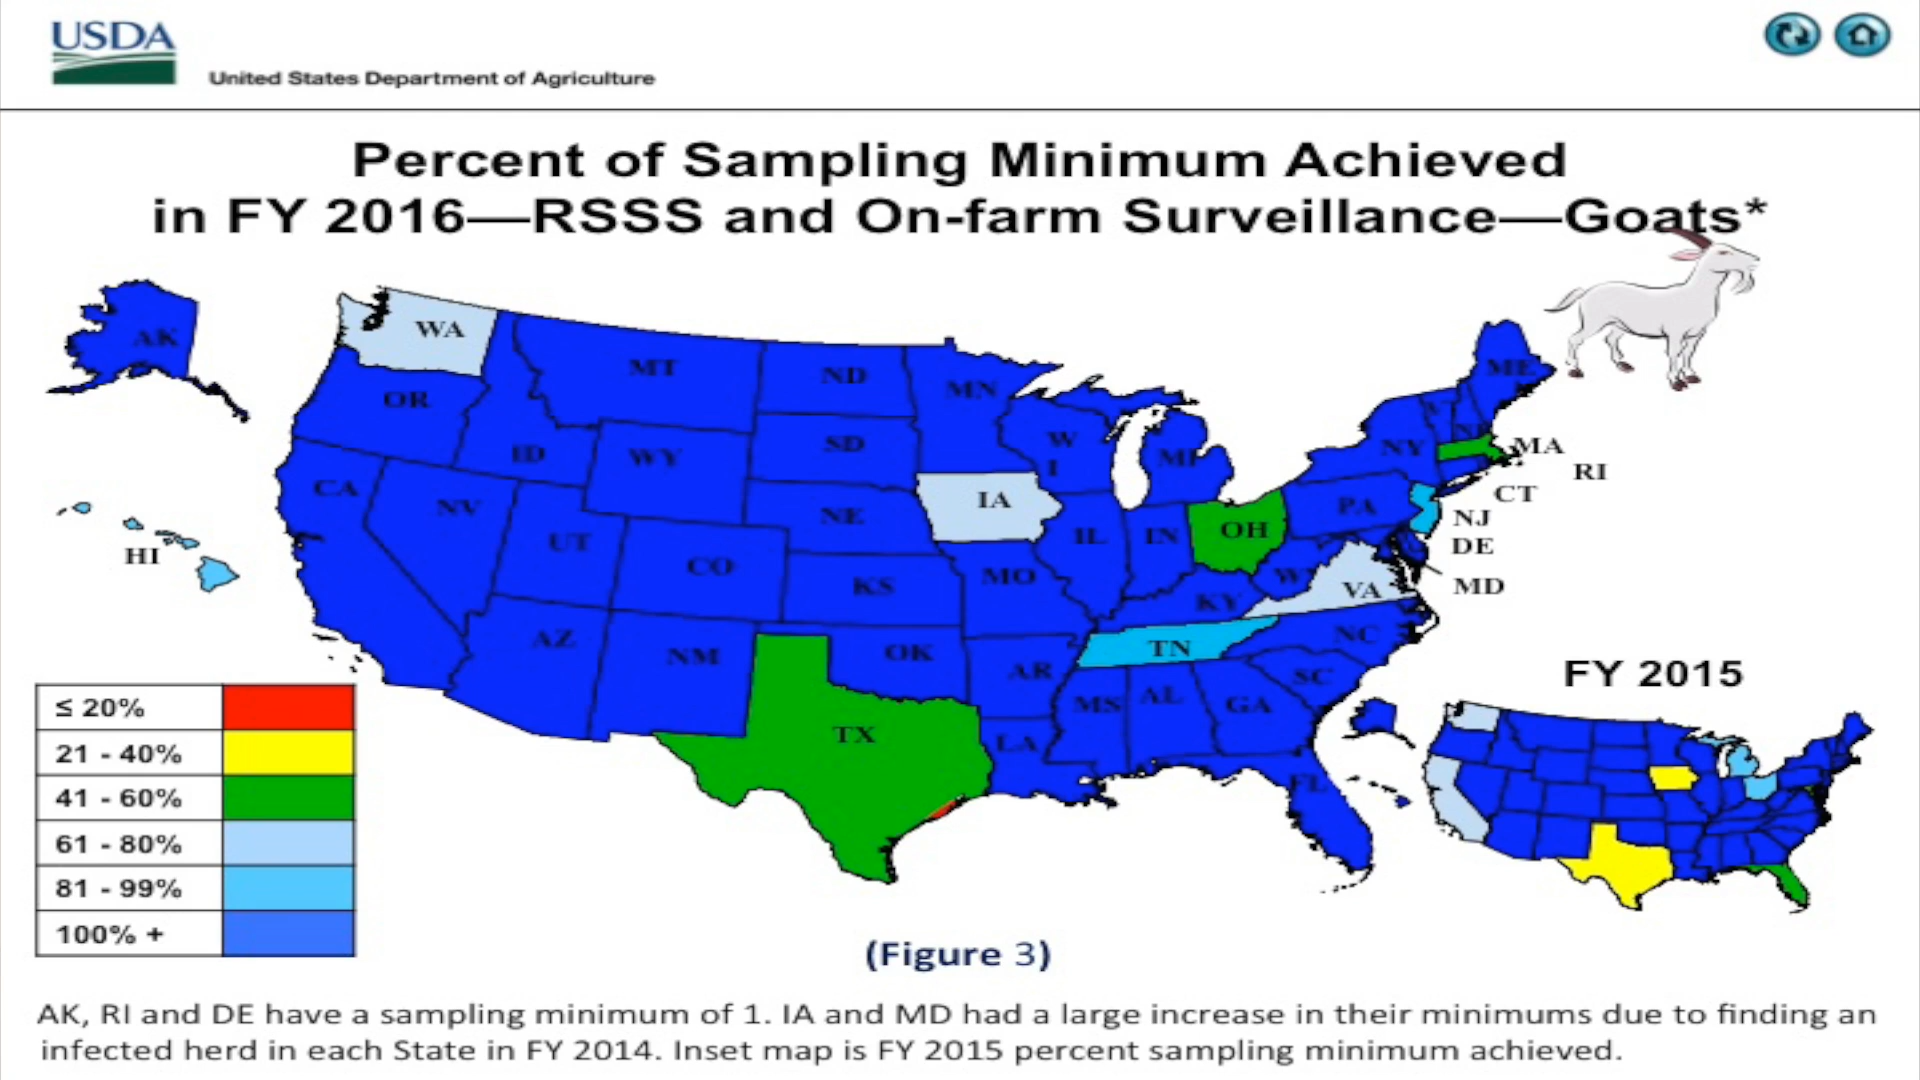 USDA
United States Department of Agriculture
Percent of Sampling Minimum Achieved
in FY 2016—RSSS and On-farm Surveillance—Goats*
AK
WA
MT
ND
MN
ME
OR
ID
WY
SD
W
I
MI
NY
MA
RI
CT
CA
NV
UT
CO
NE
IA
IL
IN
OH
PA
NJ
DE
MD
HI
KS
MO
KY
VA
AZ
NM
OK
AR
TN
NC
SC
TX
LA
MS
AL
GA
FL
FY 2015
≤ 20%
21 - 40%
41 - 60%
61 - 80%
81 - 99%
100% +
(Figure 3)
AK, RI and DE have a sampling minimum of 1. IA and MD had a large increase in their minimums due to finding an
infected herd in each State in FY 2014. Inset map is FY 2015 percent sampling minimum achieved.